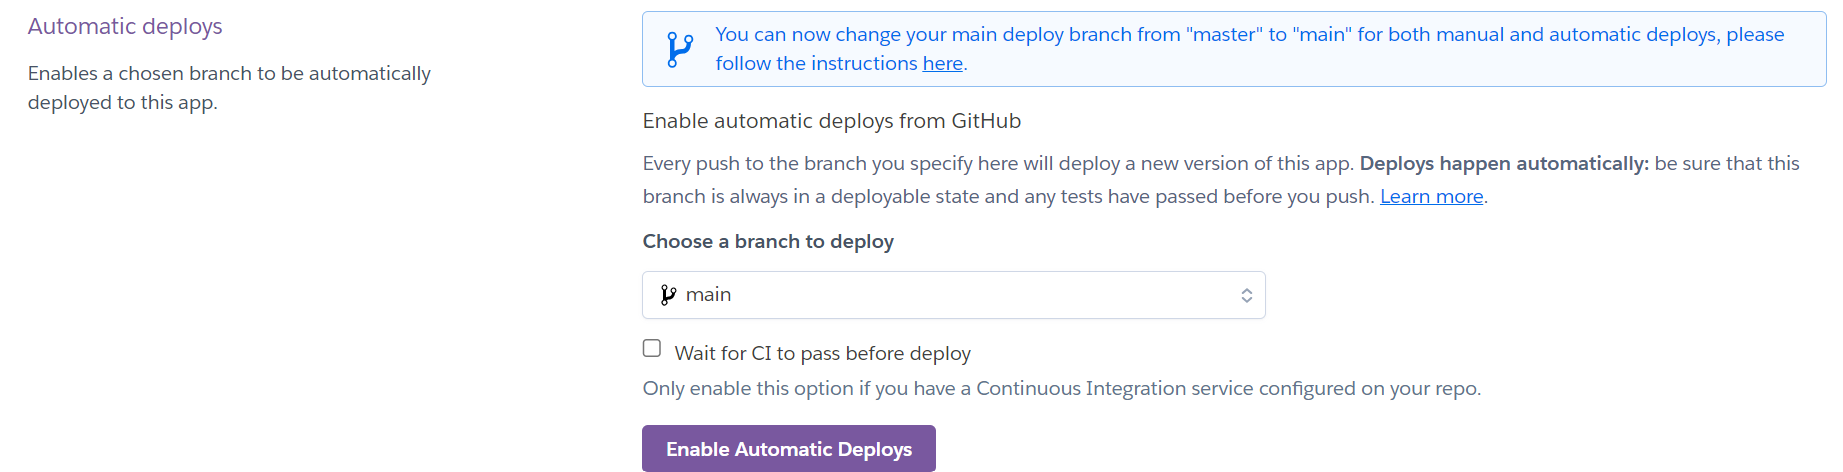 Automatic deploys
Enables a chosen branch to be automatically
deployed to this app.
You can now change your main deploy branch from "master" to "main" for both manual and automatic deploys, please
follow the instructions here.
Enable automatic deploys from GitHub
Every push to the branch you specify here will deploy a new version of this app. Deploys happen automatically: be sure that this
branch is always in a deployable state and any tests have passed before you push. Learn more.
Choose a branch to deploy
main
Wait for CI to pass before deploy
Only enable this option if you have a Continuous Integration service configured on your repo.
Enable Automatic Deploys